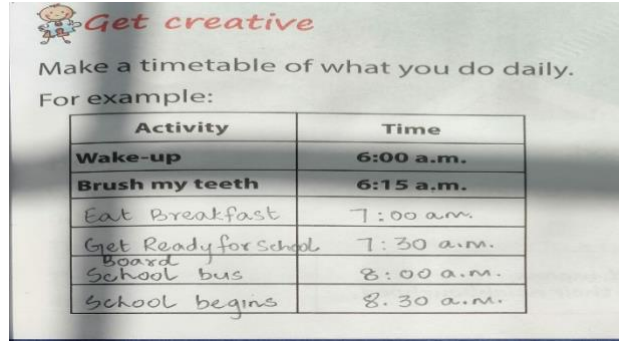 Get creative
Make a timetable of what you do daily.
For example:
Activity Time
Wake-up 6:00 a.m.
Brush my teeth 6:15 a.m.
Eat Breakfast 7:00 am.
Get Ready for School 7:30 a.m.
Board
School bus 8:00 a.m.
School begins 8.30 a.m.